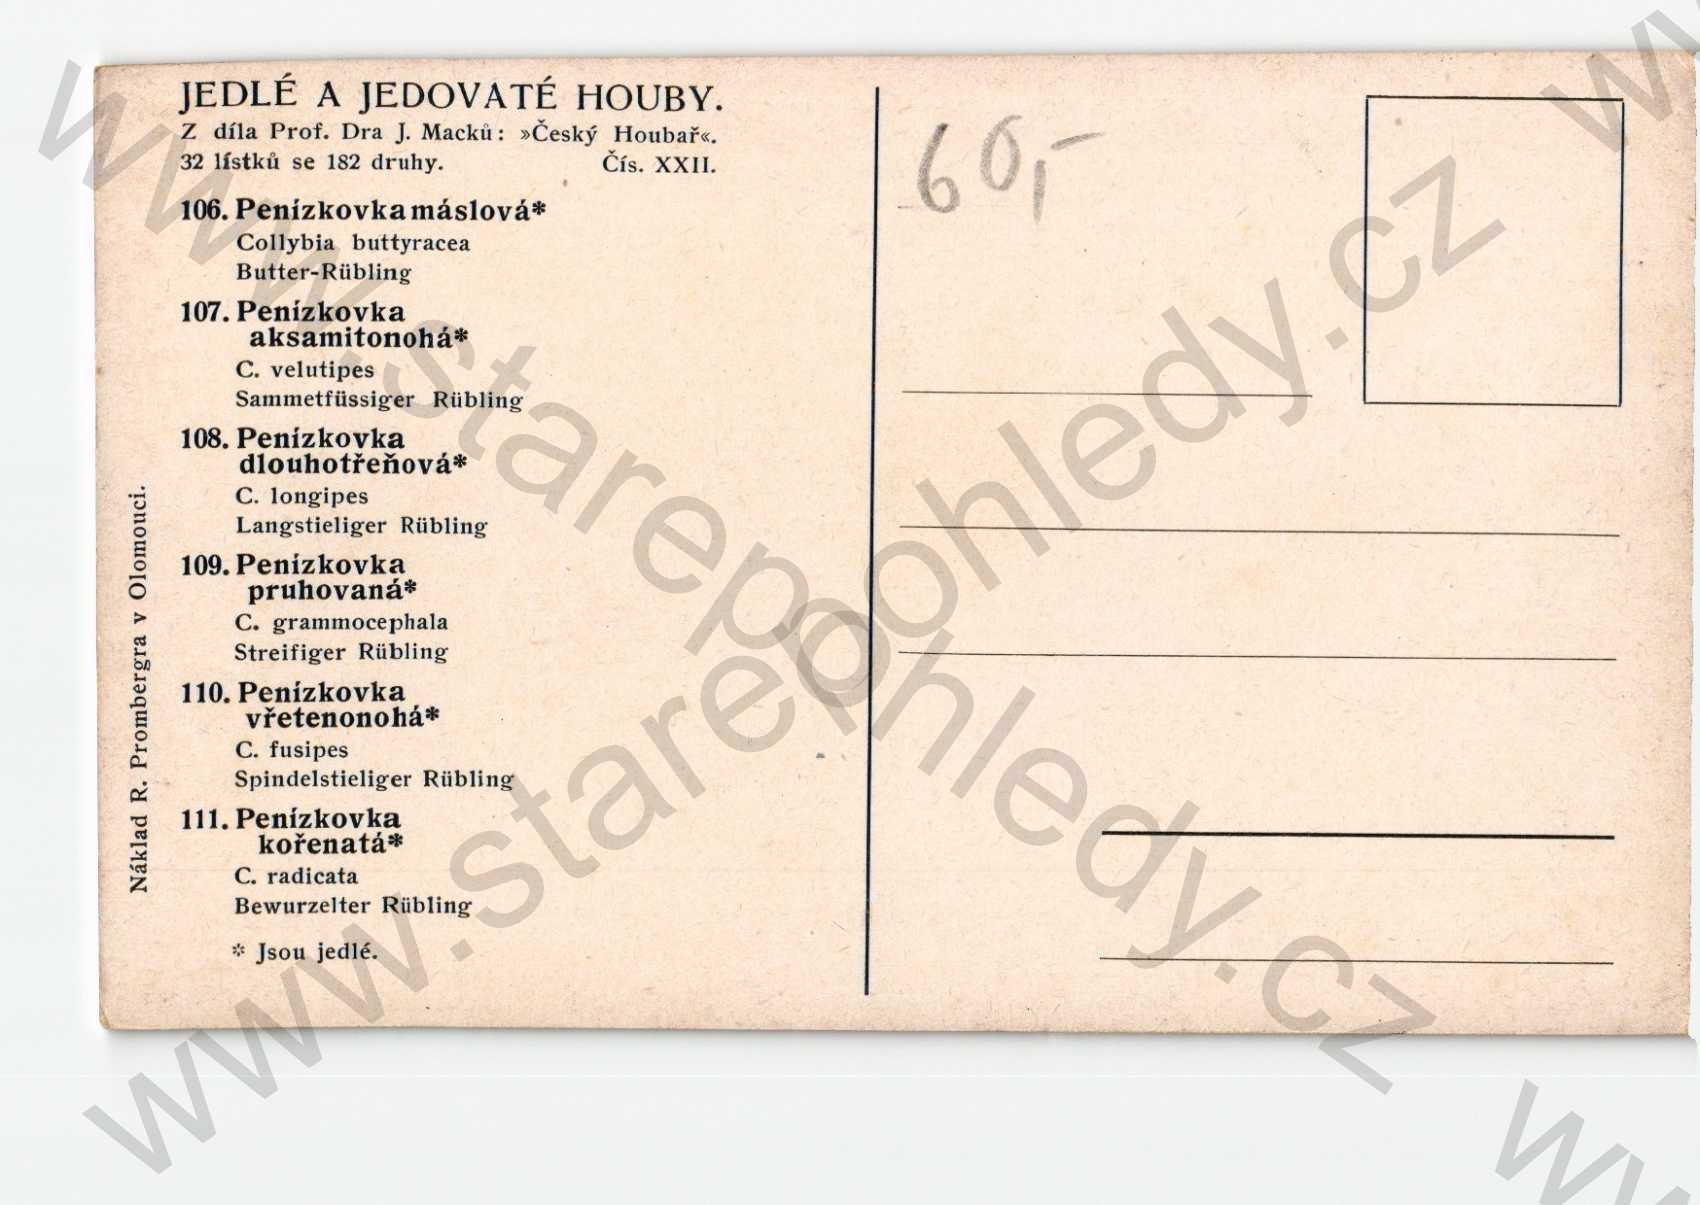 JEDLÉ A JEDOVATÉ HOUBY.
Z díla Prof. Dra J. Macků: »Český Houbař«.
32 lístků se 182 druhy. Čís. XXII.
106. Penízkovka máslová*
Collybia buttyracea
Butter-Rübling
107. Penízkovka
aksamitonohá*
C. velutipes
Sammetfüssiger Rübling
108. Penízkovka
dlouhotřeňová*
C. longipes
Langstieliger Rübling
109. Penízkovka
pruhovaná*
C. grammocephala
Streifiger Rübling
110. Penízkovka
vřetenonohá*
C. fusipes
Spindelstieliger Rübling
111. Penízkovka
kořenatá*
C. radicata
Bewurzelter Rübling
* Jsou jedlé.
Náklad R. Prombergra v Olomouci.
60,-
www.starepohledy.cz
www.starepohledy.cz